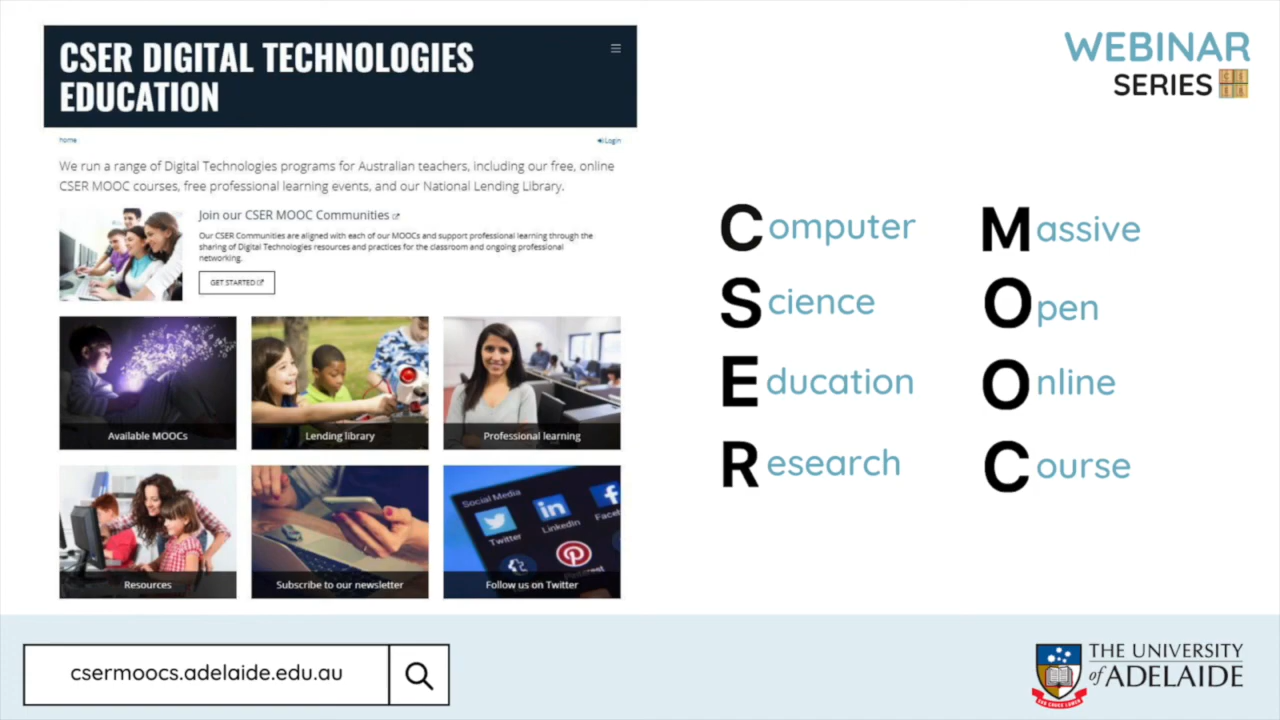 CSER DIGITAL TECHNOLOGIES
EDUCATION
home
Login
We run a range of Digital Technologies programs for Australian teachers, including our free, online
CSER MOOC courses, free professional learning events, and our National Lending Library.
Join our CSER MOOC Communities
Our CSER Communities are aligned with each of our MOOCs and support professional learning through the
sharing of Digital Technologies resources and practices for the classroom and ongoing professional
networking.
GET STARTED
Available MOOCs
Lending library
Professional learning
Social Media
Twitter
LinkedIn
Resources
Subscribe to our newsletter
Follow us on Twitter
WEBINAR
SERIES
Computer
Science
Education
Research
Massive
Open
Online
Course
csermoocs.adelaide.edu.au
THE UNIVERSITY
of ADELAIDE